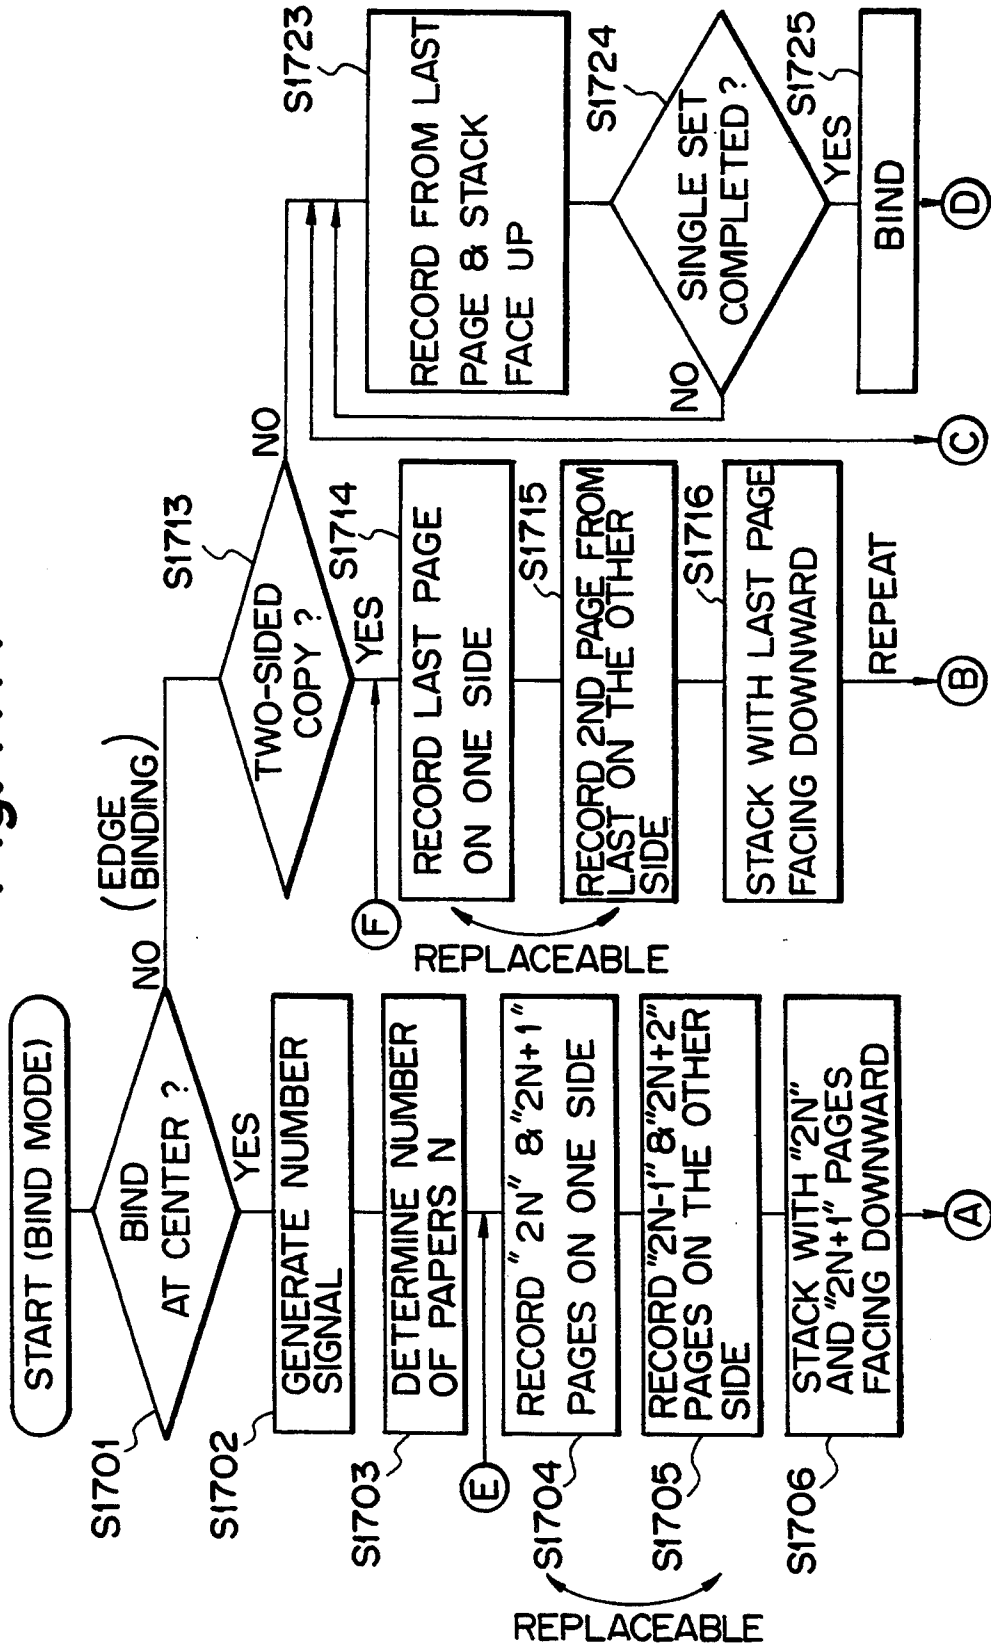 START (BIND MODE)
S1701
BIND
AT CENTER ?
NO
(EDGE
BINDING)
YES
S1702
GENERATE NUMBER
SIGNAL
S1703
DETERMINE NUMBER
OF PAPERS N
E
S1704
RECORD "2N" & "2N+1"
PAGES ON ONE SIDE
S1705
RECORD "2N-1" & "2N+2"
PAGES ON THE OTHER
SIDE
REPLACEABLE
S1706
STACK WITH "2N"
AND "2N+1" PAGES
FACING DOWNWARD
A
S1713
TWO-SIDED
COPY ?
NO
YES
F
S1714
RECORD LAST PAGE
ON ONE SIDE
S1715
RECORD 2ND PAGE FROM
LAST ON THE OTHER
SIDE
REPLACEABLE
S1716
STACK WITH LAST PAGE
FACING DOWNWARD
REPEAT
B
S1723
RECORD FROM LAST
PAGE & STACK
FACE UP
S1724
SINGLE SET
COMPLETED ?
NO
YES
S1725
BIND
C
D